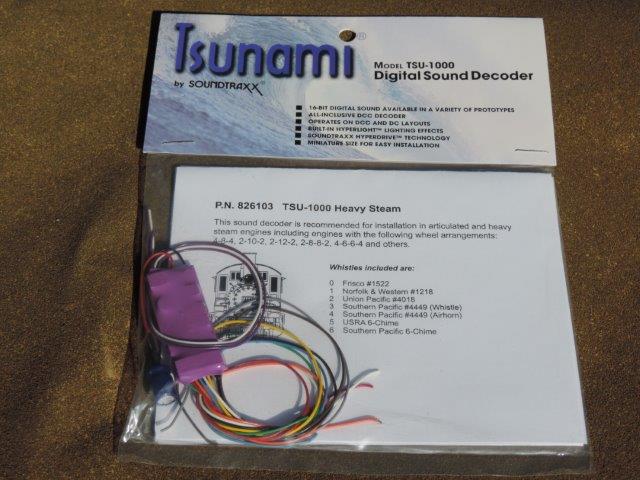 Tsunami®
by SOUNDTRAXX®
MODEL TSU-1000
Digital Sound Decoder
■ 16-BIT DIGITAL SOUND AVAILABLE IN A VARIETY OF PROTOTYPES
■ ALL-INCLUSIVE DCC DECODER
■ OPERATES ON DCC AND DC LAYOUTS
■ BUILT-IN HYPERLIGHT™ LIGHTING EFFECTS
■ SOUNDTRAXX HYPERDRIVE™ TECHNOLOGY
■ MINIATURE SIZE FOR EASY INSTALLATION
P.N. 826103 TSU-1000 Heavy Steam
This sound decoder is recommended for installation in articulated and heavy
steam engines including engines with the following wheel arrangements:
4-8-4, 2-10-2, 2-12-2, 2-8-8-2, 4-6-6-4 and others.
Whistles included are:
0 Frisco #1522
1 Norfolk & Western #1218
2 Union Pacific #4018
3 Southern Pacific #4449 (Whistle)
4 Southern Pacific #4449 (Airhorn)
5 USRA 6-Chime
6 Southern Pacific 6-Chime